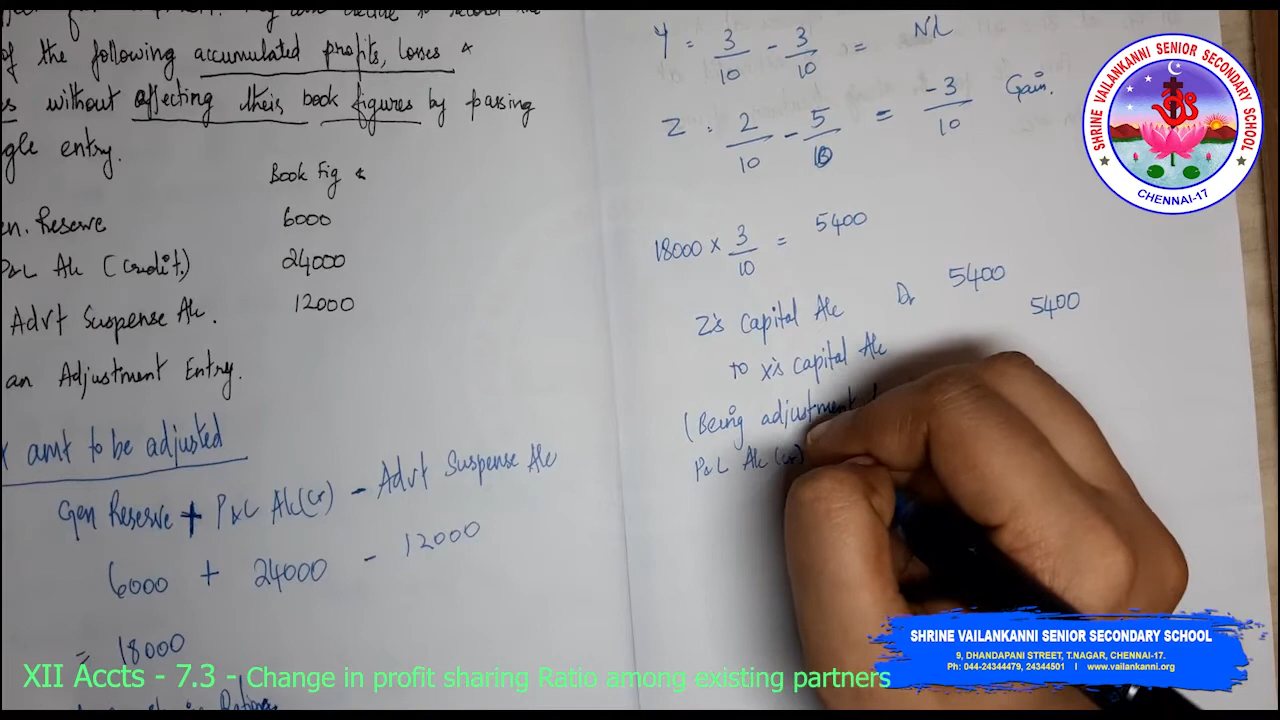 of the following accumulated profits, losses &
without affecting their book figures by passing
gle entry.
Book Fig
en. Reserve 6000
P&L A/c (Credit) 24000
Advt Suspense A/c. 12000
an Adjustment Entry.
amt to be adjusted
Gen Reserve + P&L A/c(Cr) - Advt Suspense A/c
6000 + 24000 - 12000
= 18000
Y = 3/10 - 3/10 = Nil
Z = 2/10 - 5/10 = -3/10 Gain.
18000 x 3/10 = 5400
Z's Capital A/c Dr 5400
to X's Capital A/c 5400
(Being adjustment
P&L A/c (cr)
SHRINE VAILANKANNI SENIOR SECONDARY SCHOOL
CHENNAI-17
SHRINE VAILANKANNI SENIOR SECONDARY SCHOOL
9, DHANDAPANI STREET, T.NAGAR, CHENNAI-17.
Ph: 044-24344479, 24344501 I www.vailankanni.org
XII Accts - 7.3 - Change in profit sharing Ratio among existing partners